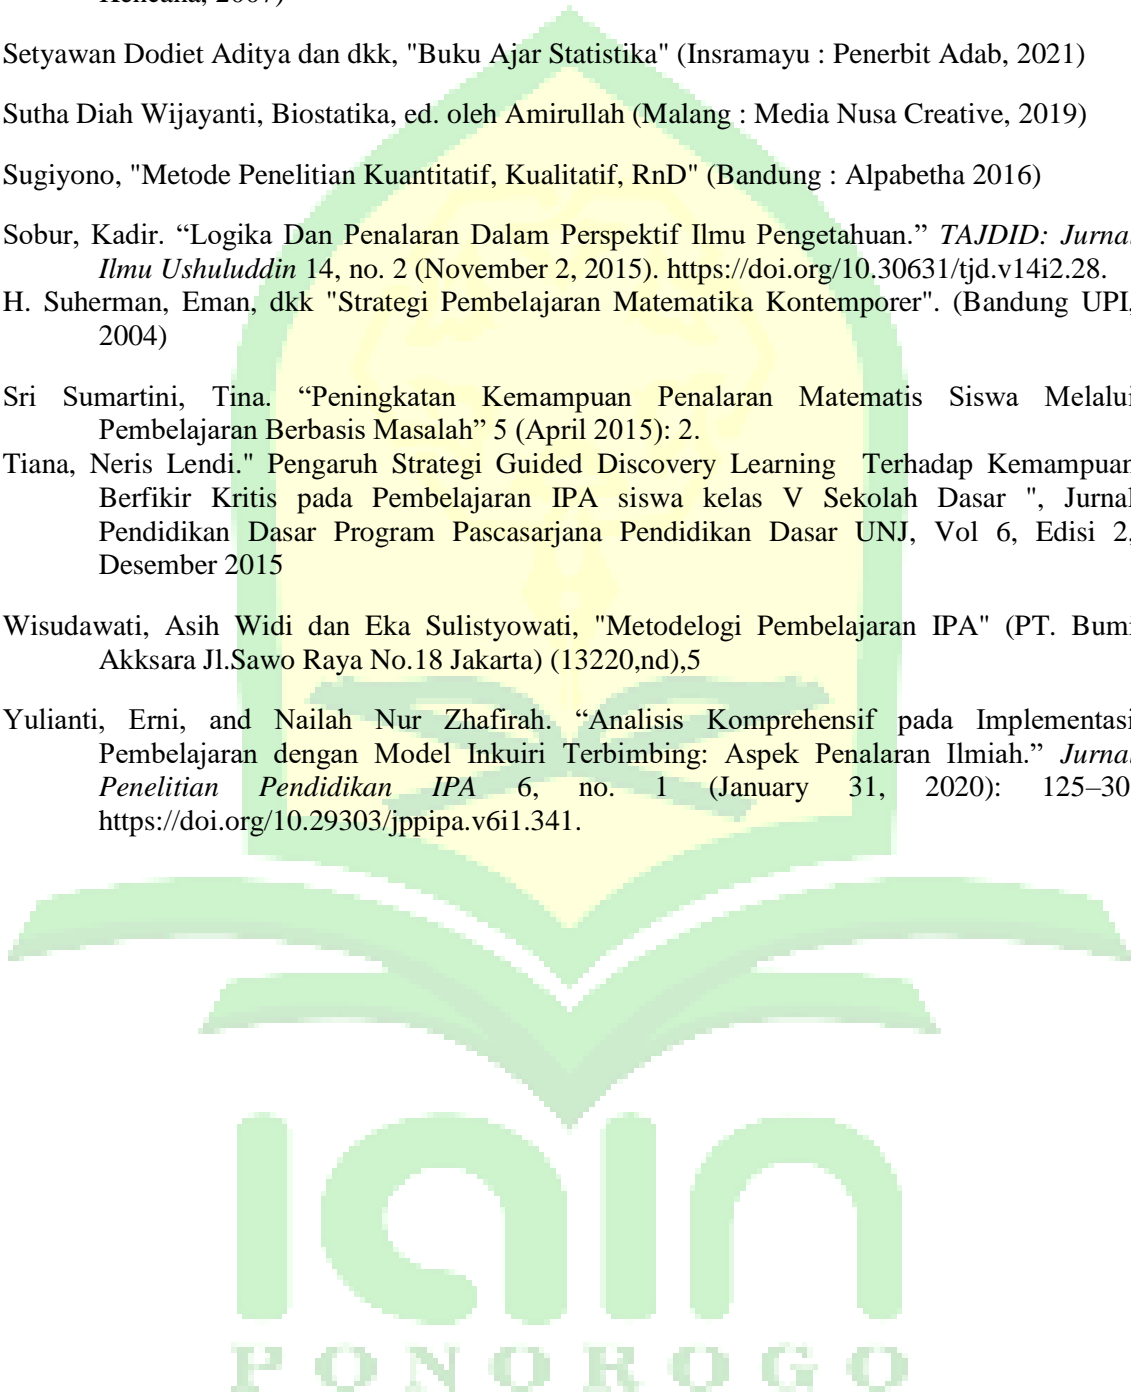 Kencana, 2007)
Setyawan Dodiet Aditya dan dkk, "Buku Ajar Statistika" (Insramayu : Penerbit Adab, 2021)
Sutha Diah Wijayanti, Biostatika, ed. oleh Amirullah (Malang : Media Nusa Creative, 2019)
Sugiyono, "Metode Penelitian Kuantitatif, Kualitatif, RnD" (Bandung : Alpabetha 2016)
Sobur, Kadir. “Logika Dan Penalaran Dalam Perspektif Ilmu Pengetahuan.” TAJDID: Jurnal
Ilmu Ushuluddin 14, no. 2 (November 2, 2015). https://doi.org/10.30631/tjd.v14i2.28.
H. Suherman, Eman, dkk "Strategi Pembelajaran Matematika Kontemporer". (Bandung UPI,
2004)
Sri Sumartini, Tina. “Peningkatan Kemampuan Penalaran Matematis Siswa Melalui
Pembelajaran Berbasis Masalah” 5 (April 2015): 2.
Tiana, Neris Lendi." Pengaruh Strategi Guided Discovery Learning Terhadap Kemampuan
Berfikir Kritis pada Pembelajaran IPA siswa kelas V Sekolah Dasar ", Jurnal
Pendidikan Dasar Program Pascasarjana Pendidikan Dasar UNJ, Vol 6, Edisi 2,
Desember 2015
Wisudawati, Asih Widi dan Eka Sulistyowati, "Metodelogi Pembelajaran IPA" (PT. Bumi
Akksara Jl.Sawo Raya No.18 Jakarta) (13220,nd),5
Yulianti, Erni, and Nailah Nur Zhafirah. “Analisis Komprehensif pada Implementasi
Pembelajaran dengan Model Inkuiri Terbimbing: Aspek Penalaran Ilmiah.” Jurnal
Penelitian Pendidikan IPA 6, no. 1 (January 31, 2020): 125–30
https://doi.org/10.29303/jppipa.v6i1.341.
iain
PONOROGO